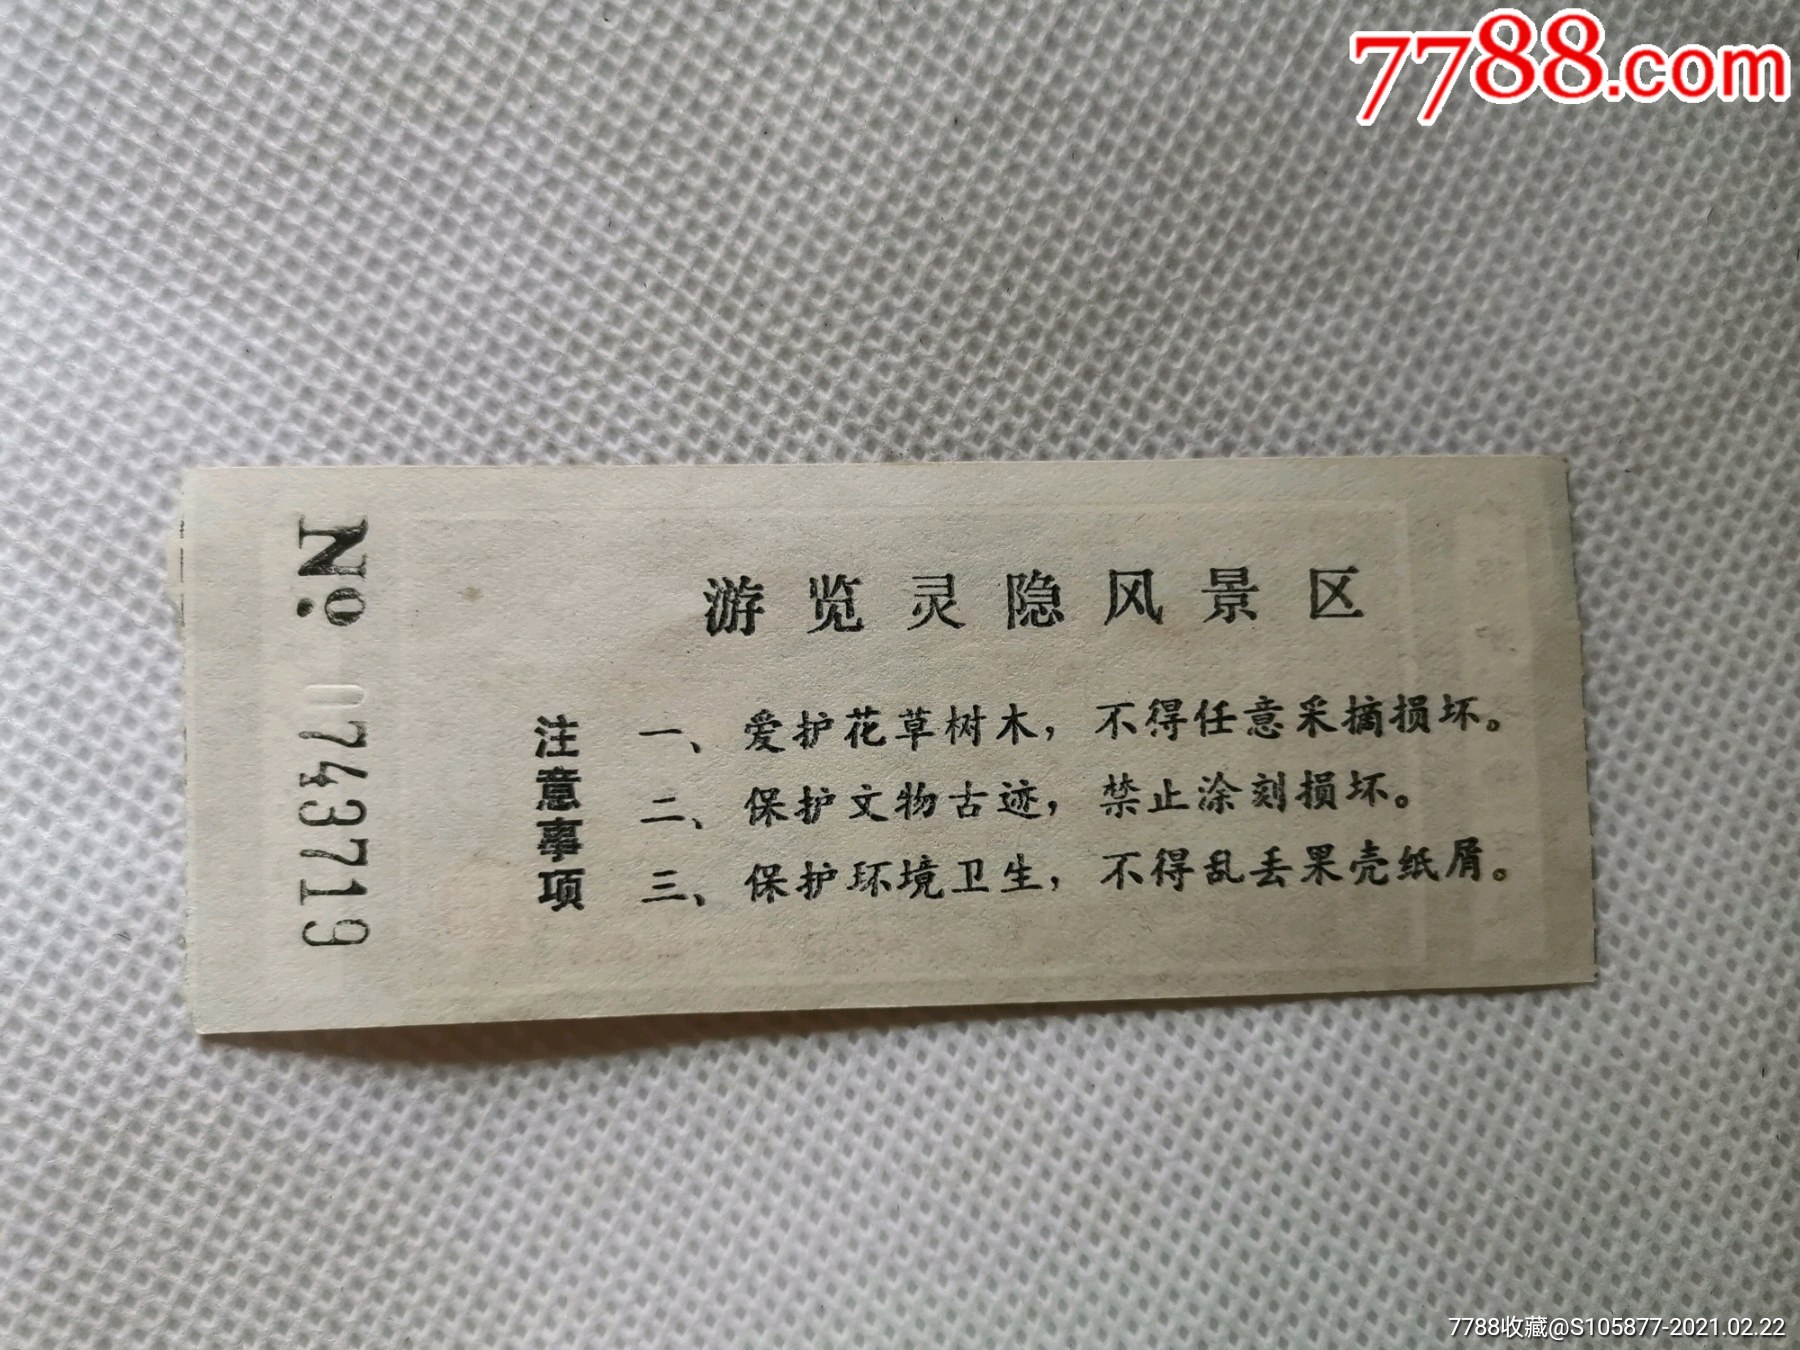 7788.com
游览灵隐风景区
注意事项
一、爱护花草树木，不得任意采摘损坏。
二、保护文物古迹，禁止涂刻损坏。
三、保护环境卫生，不得乱丢果壳纸屑。
No. 0743719
7788收藏@S105877-2021.02.22